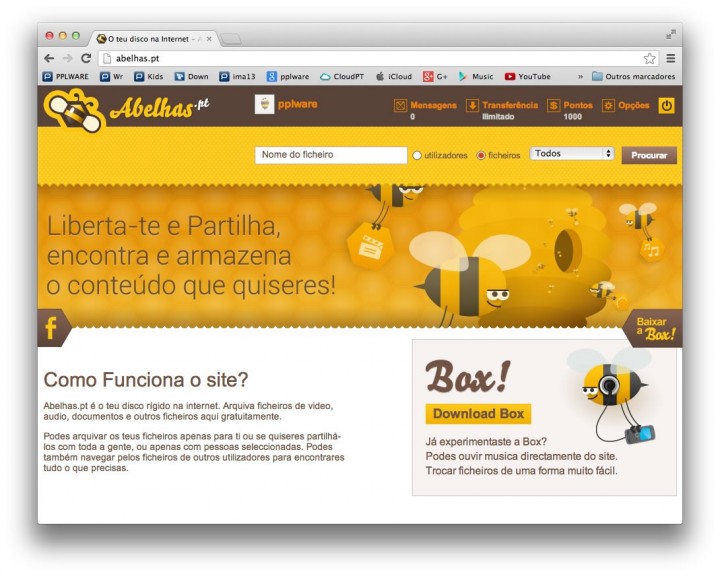 O teu disco na Internet - A
abelhas.pt
PPLWARE Wr Kids Down ima13 pplware CloudPT iCloud G+ Music YouTube » Outros marcadores
Abelhas.pt
pplware
Mensagens
0
Transferência
Ilimitado
Pontos
1000
Opções
Nome do ficheiro utilizadores ficheiros Todos Procurar
Liberta-te e Partilha,
encontra e armazena
o conteúdo que quiseres!
f
Baixar
a Box!
Como Funciona o site?
Abelhas.pt é o teu disco rígido na internet. Arquiva ficheiros de video,
audio, documentos e outros ficheiros aqui gratuitamente.
Podes arquivar os teus ficheiros apenas para ti ou se quiseres partilhá-
los com toda a gente, ou apenas com pessoas seleccionadas. Podes
também navegar pelos ficheiros de outros utilizadores para encontrares
tudo o que precisas.
Box!
Download Box
Já experimentaste a Box?
Podes ouvir musica directamente do site.
Trocar ficheiros de uma forma muito fácil.